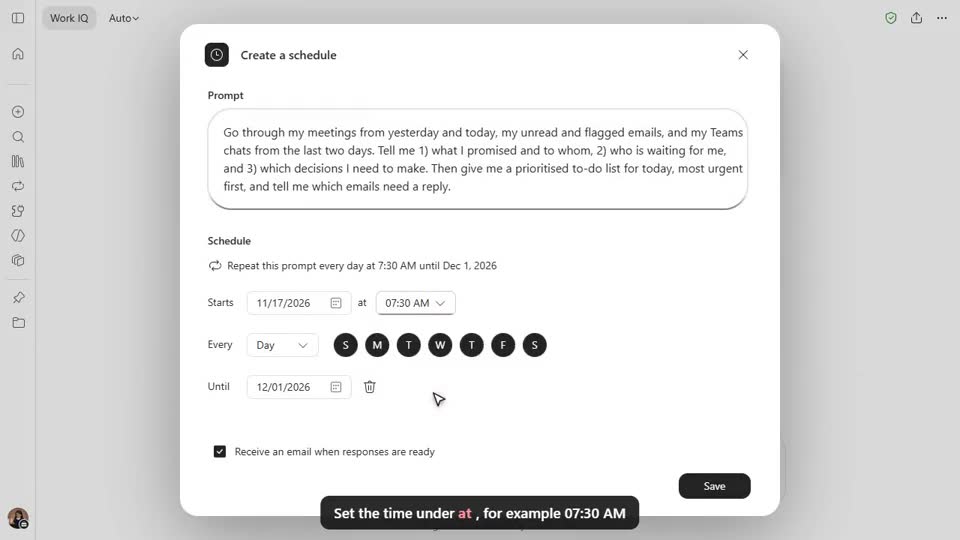 Work IQ
Auto
Create a schedule
Prompt
Go through my meetings from yesterday and today, my unread and flagged emails, and my Teams
chats from the last two days. Tell me 1) what I promised and to whom, 2) who is waiting for me,
and 3) which decisions I need to make. Then give me a prioritised to-do list for today, most urgent
first, and tell me which emails need a reply.
Schedule
Repeat this prompt every day at 7:30 AM until Dec 1, 2026
Starts 11/17/2026 at 07:30 AM
Every Day S M T W T F S
Until 12/01/2026
Receive an email when responses are ready
Save
Set the time under at , for example 07:30 AM